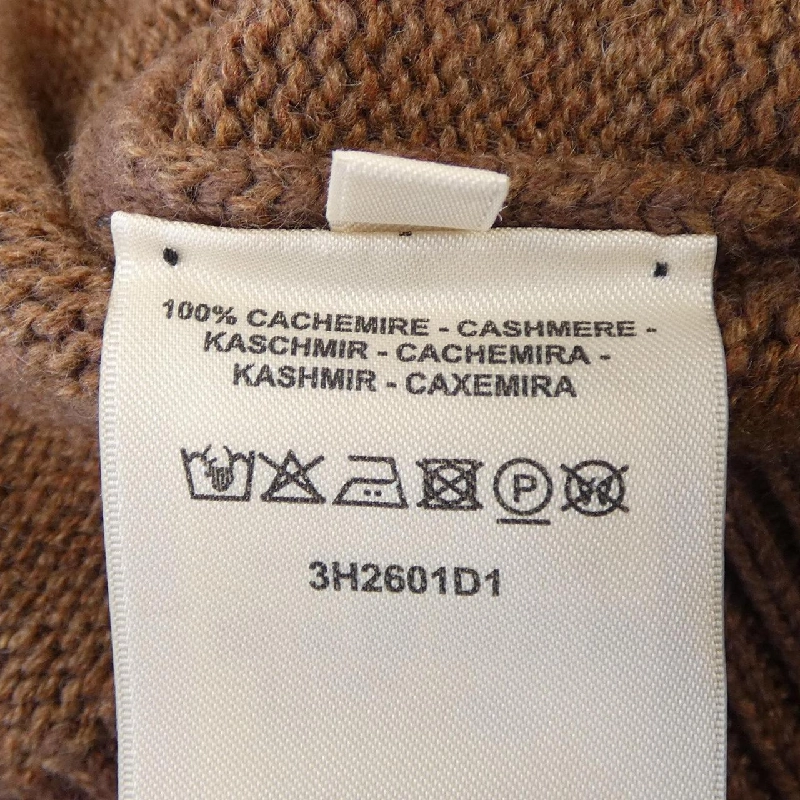 100% CACHEMIRE - CASHMERE -
KASCHMIR - CACHEMIRA -
KASHMIR - CAXEMIRA
P W
3H2601D1